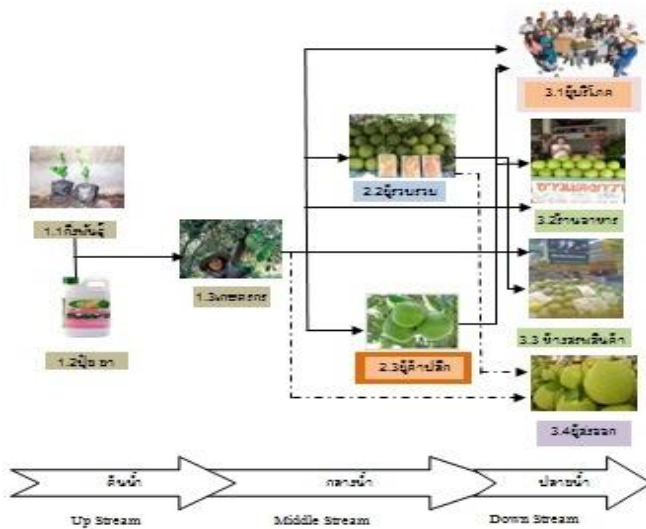 3.1ผู้บริโภค
2.2ผู้รวบรวม
1.1กิ่งพันธุ์
3.2ร้านอาหาร
1.3เกษตรกร
3.3 ห้างสรรพสินค้า
1.2ปุ๋ย ยา
2.3ผู้ค้าปลีก
3.4ผู้ส่งออก
ต้นน้ำ
กลางน้ำ
ปลายน้ำ
Up Stream
Middle Stream
Down Stream